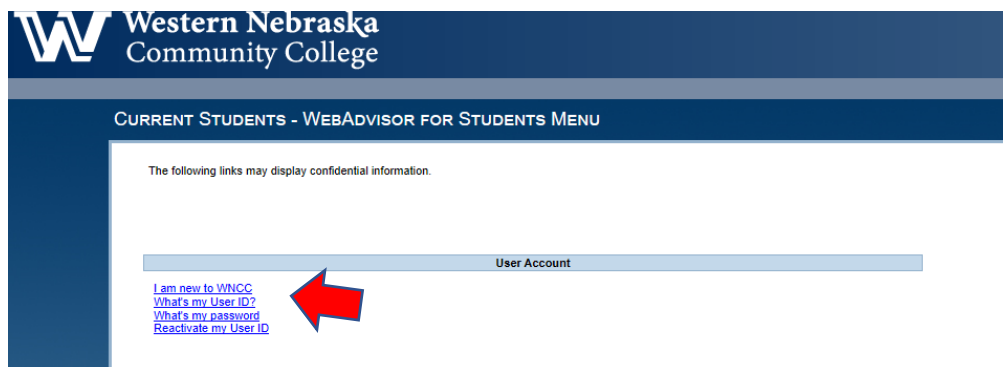 Western Nebraska
Community College
CURRENT STUDENTS - WEBADVISOR FOR STUDENTS MENU
The following links may display confidential information.
User Account
I am new to WNCC
What's my User ID?
What's my password
Reactivate my User ID